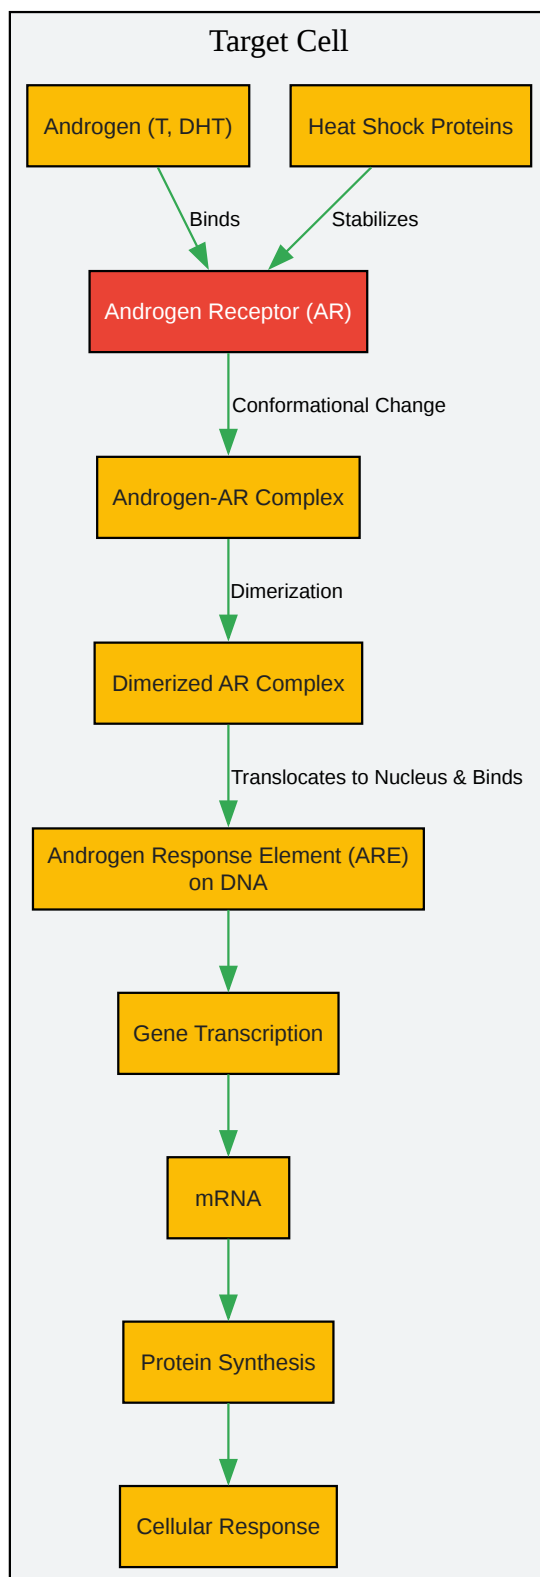 Target Cell
Androgen (T, DHT)
Heat Shock Proteins
Binds
Stabilizes
Androgen Receptor (AR)
Conformational Change
Androgen-AR Complex
Dimerization
Dimerized AR Complex
Translocates to Nucleus & Binds
Androgen Response Element (ARE)
on DNA
Gene Transcription
mRNA
Protein Synthesis
Cellular Response